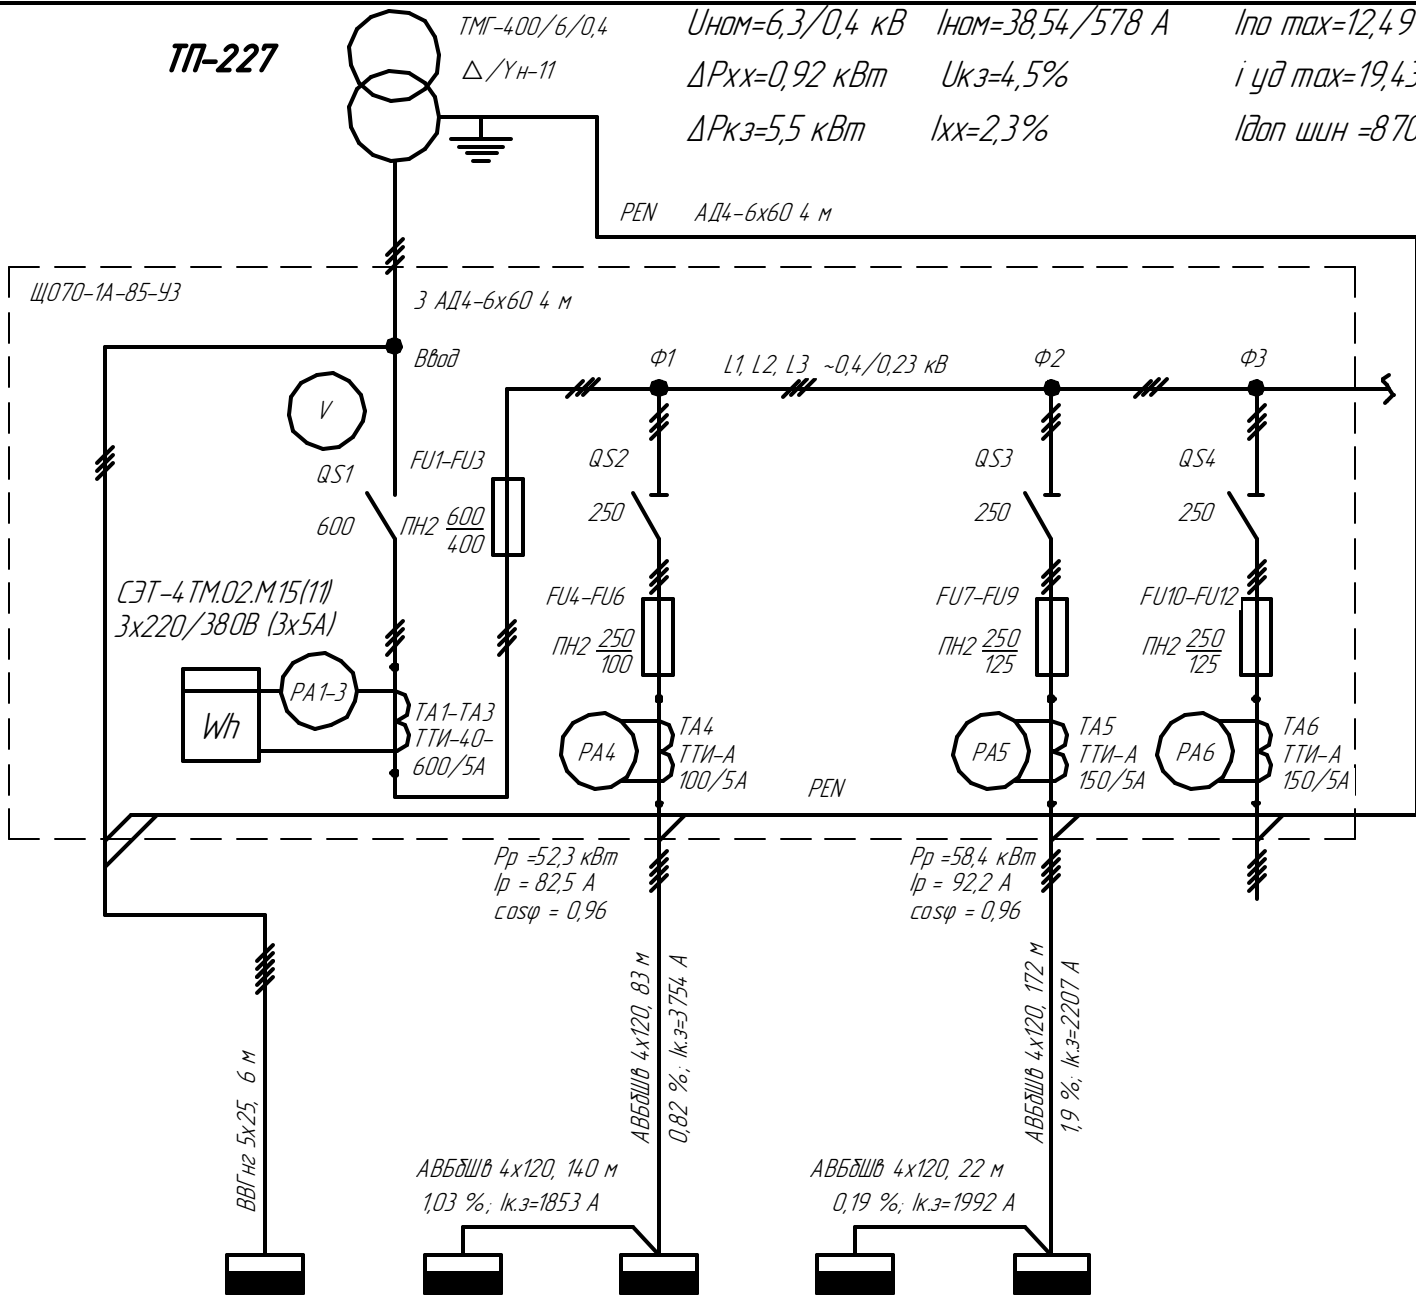 ТП-227
ТМГ-400/6/0,4
Δ/Yн-11
Uном=6,3/0,4 кВ
Iном=38,54/578 А
Iпо max=12,49
ΔPхх=0,92 кВт
Uкз=4,5%
i уд max=19,43
ΔPкз=5,5 кВт
Iхх=2,3%
Iдоп шин =870
PEN АД4-6х60 4 м
ЩО70-1А-85-У3
3 АД4-6х60 4 м
Ввод
Ф1
L1, L2, L3 ~0,4/0,23 кВ
Ф2
Ф3
V
QS1
600
FU1-FU3
ПН2 600/400
QS2
250
QS3
250
QS4
250
СЭТ-4ТМ.02.М.15(11)
3х220/380В (3х5А)
FU4-FU6
ПН2 250/100
FU7-FU9
ПН2 250/125
FU10-FU12
ПН2 250/125
Wh
PA1-3
ТА1-ТА3
ТТИ-40-
600/5А
PA4
ТА4
ТТИ-А
100/5А
PEN
PA5
ТА5
ТТИ-А
150/5А
PA6
ТА6
ТТИ-А
150/5А
Pр =52,3 кВт
Iр = 82,5 А
cosφ = 0,96
Pр =58,4 кВт
Iр = 92,2 А
cosφ = 0,96
ВВГнг 5х25, 6 м
АВБбШв 4х120, 83 м
0,82 %; Iк.з=3754 А
АВБбШв 4х120, 172 м
1,9 %; Iк.з=2207 А
АВБбШв 4х120, 140 м
1,03 %; Iк.з=1853 А
АВБбШв 4х120, 22 м
0,19 %; Iк.з=1992 А